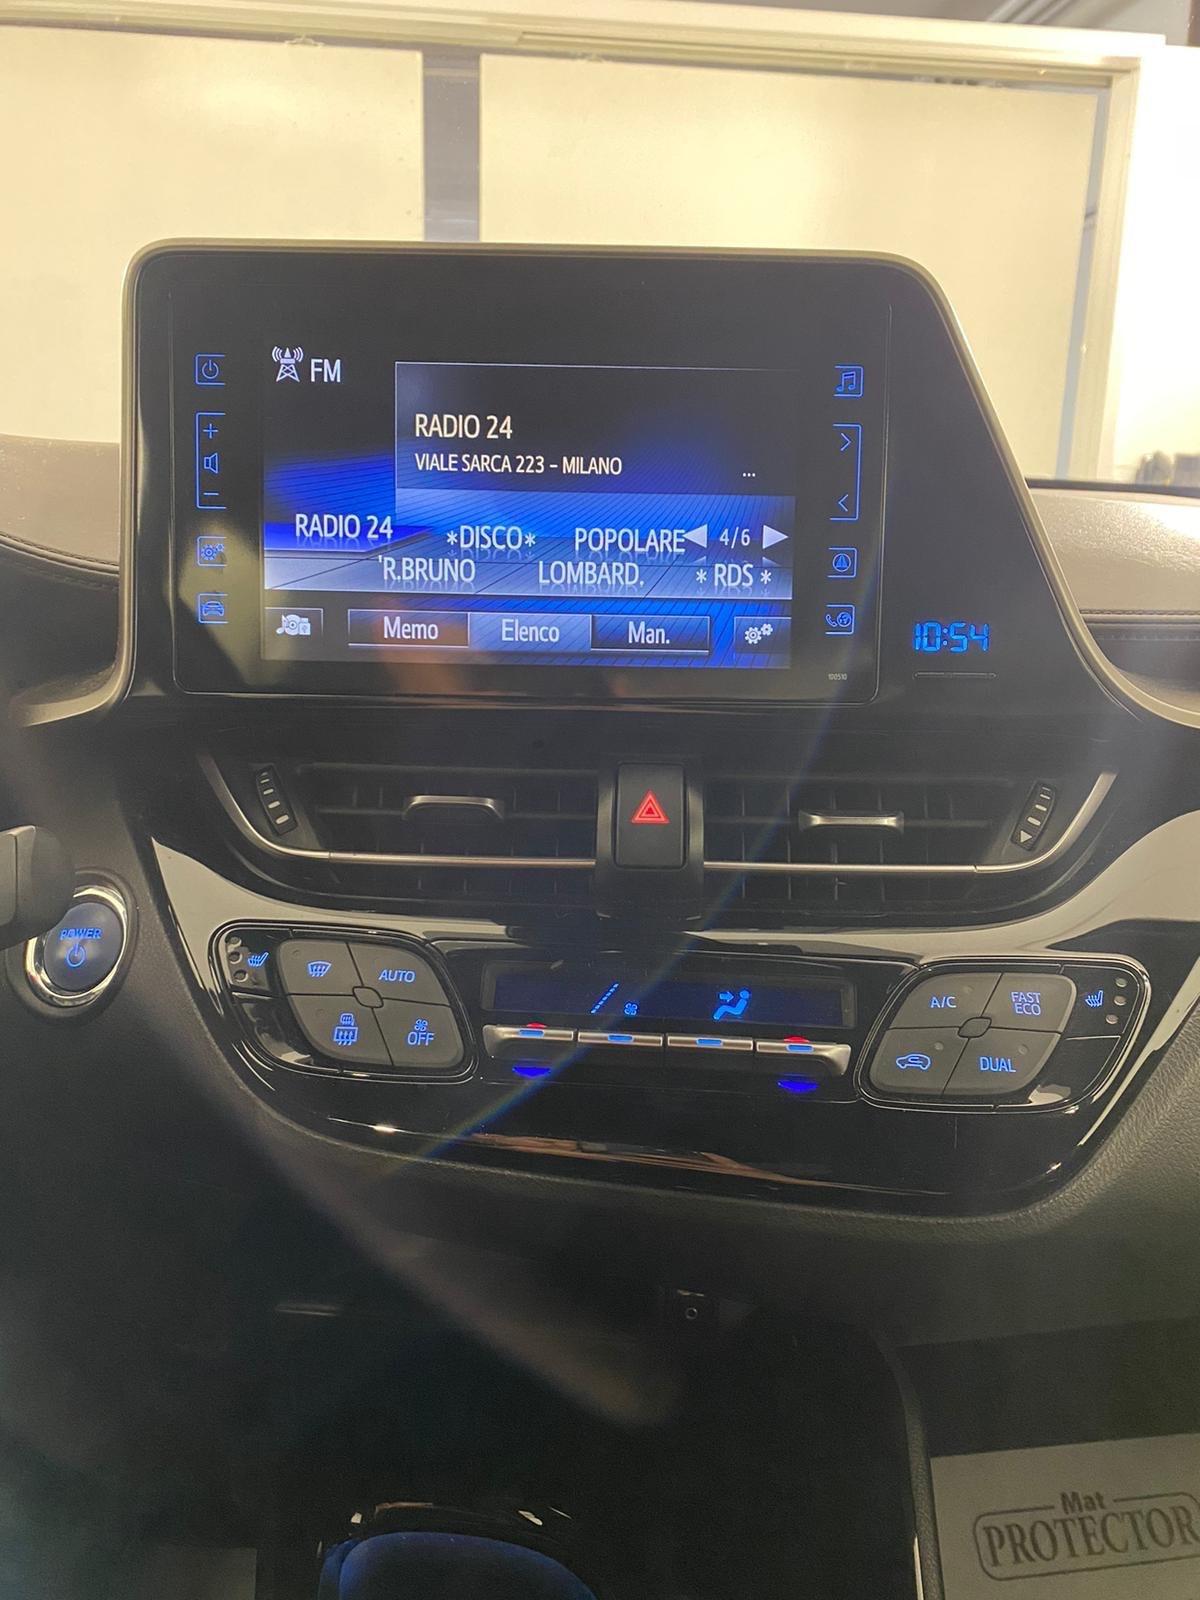 FM
RADIO 24
VIALE SARCA 223 - MILANO
...
RADIO 24 *DISCO* POPOLARE 4/6
'R.BRUNO LOMBARD. * RDS *
Memo Elenco Man.
10:54
100510
POWER
AUTO
OFF
A/C FAST ECO
DUAL
Mat
PROTECTOR